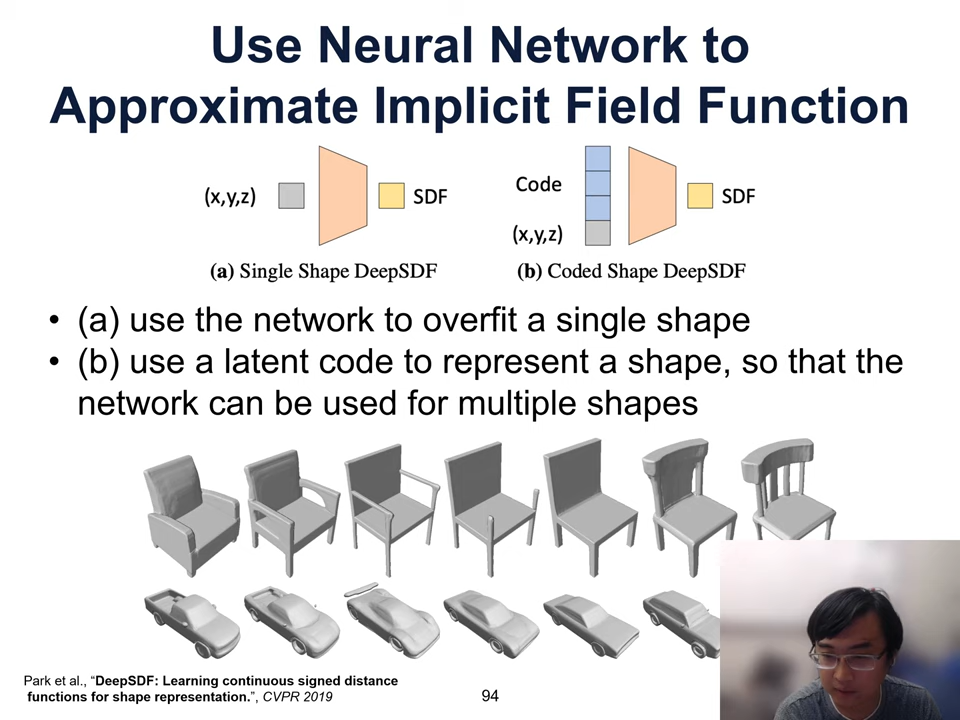 Use Neural Network to
Approximate Implicit Field Function
(x,y,z)
SDF
(a) Single Shape DeepSDF
Code
(x,y,z)
SDF
(b) Coded Shape DeepSDF
• (a) use the network to overfit a single shape
• (b) use a latent code to represent a shape, so that the
network can be used for multiple shapes
Park et al., “DeepSDF: Learning continuous signed distance
functions for shape representation.”, CVPR 2019
94